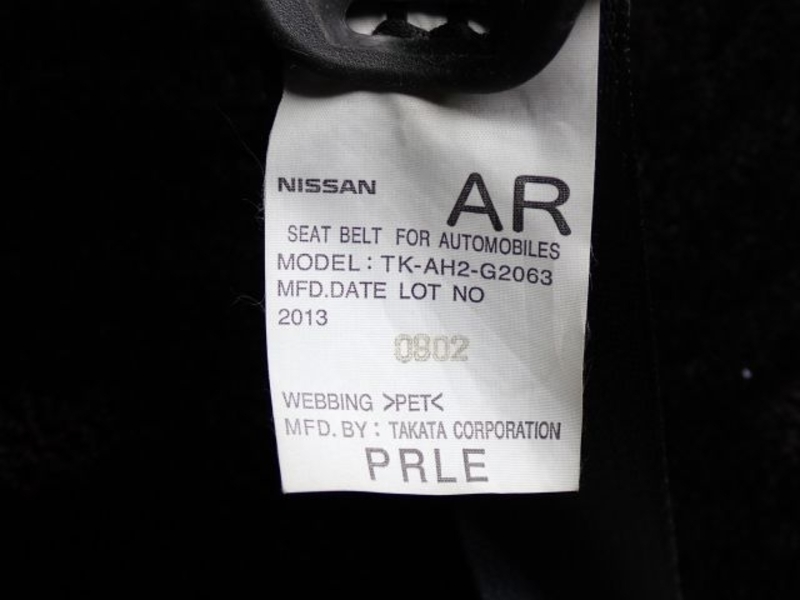 NISSAN AR
SEAT BELT FOR AUTOMOBILES
MODEL: TK-AH2-G2063
MFD.DATE LOT NO
2013
0802
WEBBING >PET<
MFD. BY: TAKATA CORPORATION
PRLE